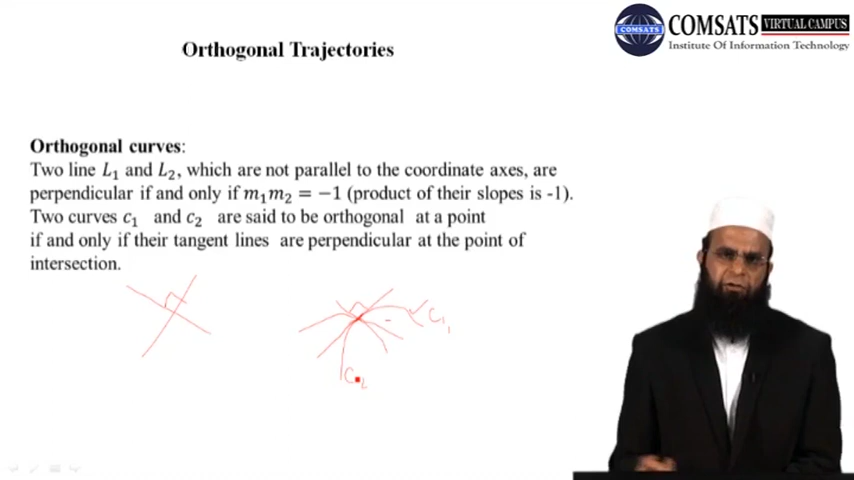 Orthogonal Trajectories
COMSATS VIRTUAL CAMPUS
COMSATS
Institute Of Information Technology
Orthogonal curves:
Two line L₁ and L₂, which are not parallel to the coordinate axes, are
perpendicular if and only if m₁m₂ = −1 (product of their slopes is -1).
Two curves c₁ and c₂ are said to be orthogonal at a point
if and only if their tangent lines are perpendicular at the point of
intersection.
C₁
C₂